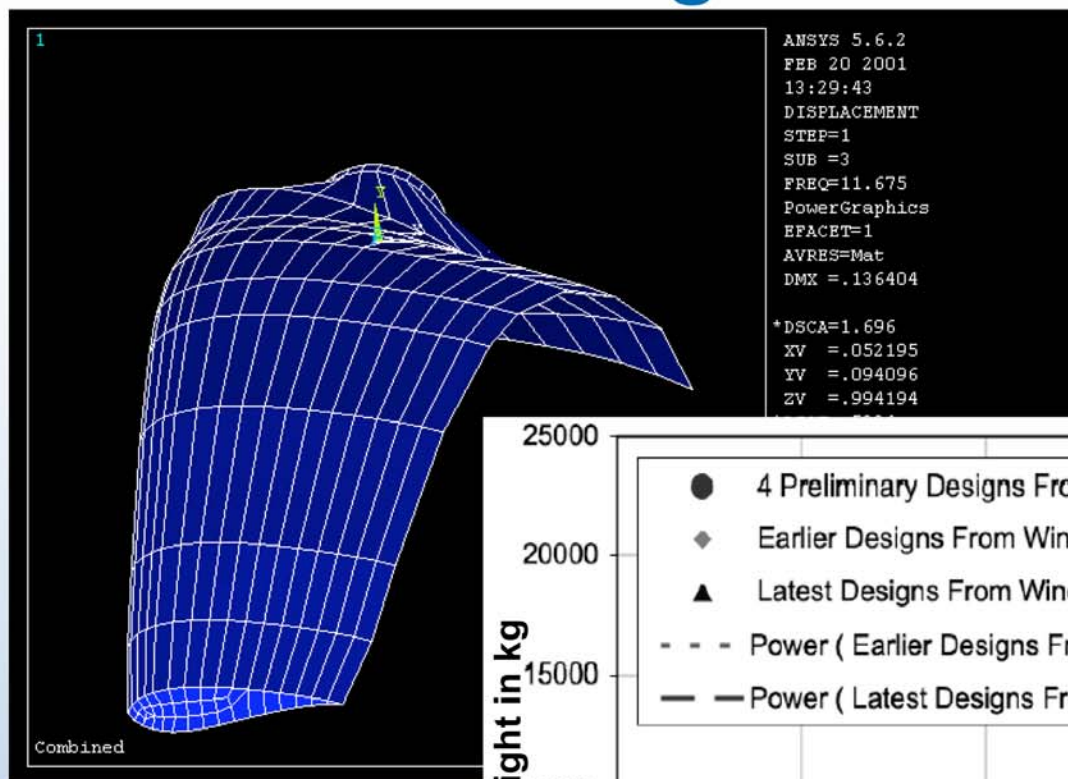 1
ANSYS 5.6.2
FEB 20 2001
13:29:43
DISPLACEMENT
STEP=1
SUB =3
FREQ=11.675
PowerGraphics
EFACET=1
AVRES=Mat
DMX =.136404
*DSCA=1.696
XV =.052195
YV =.094096
ZV =.994194
Y
Combined
25000
20000
15000
ight in kg
4 Preliminary Designs Fro
Earlier Designs From Win
Latest Designs From Win
Power ( Earlier Designs Fr
Power ( Latest Designs Fr